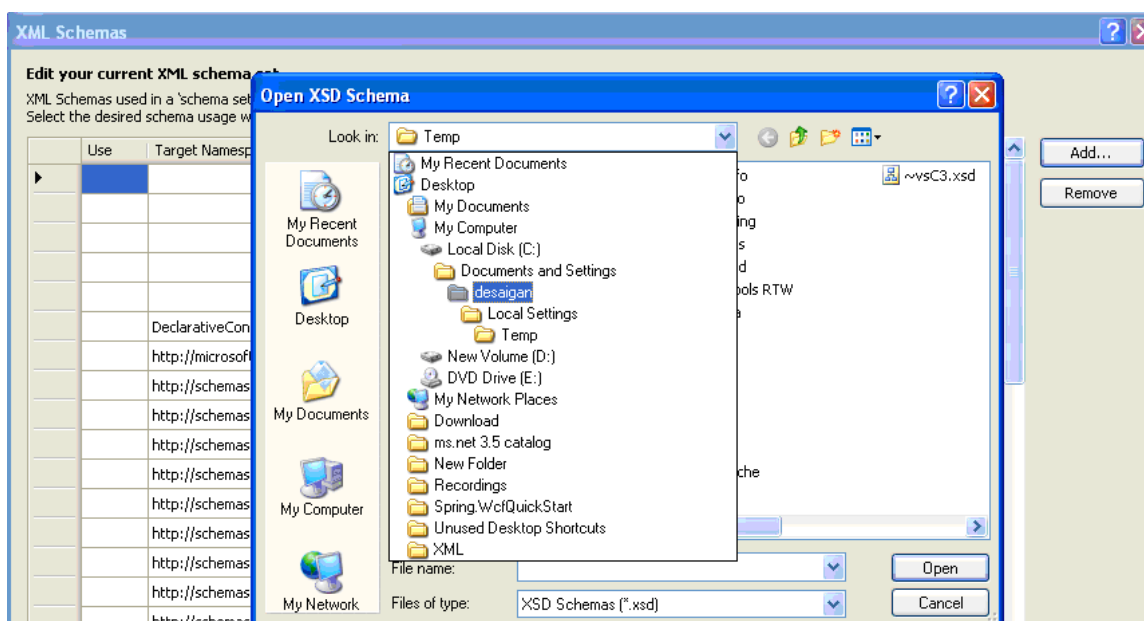 XML Schemas
Edit your current XML schema set
XML Schemas used in a 'schema set
Select the desired schema usage w
Use Target Namesp
DeclarativeCon
http://microsoft
http://schemas
http://schemas
http://schemas
http://schemas
http://schemas
http://schemas
http://schemas
http://schemas
Add...
Remove
Open XSD Schema
Look in: Temp
My Recent Documents
Desktop
My Documents
My Computer
Local Disk (C:)
Documents and Settings
desaigan
Local Settings
Temp
New Volume (D:)
DVD Drive (E:)
My Network Places
Download
ms.net 3.5 catalog
New Folder
Recordings
Spring.WcfQuickStart
Unused Desktop Shortcuts
XML
My Recent
Documents
Desktop
My Documents
My Computer
My Network
~vsC3.xsd
ools RTW
che
File name:
Open
Files of type: XSD Schemas (*.xsd)
Cancel